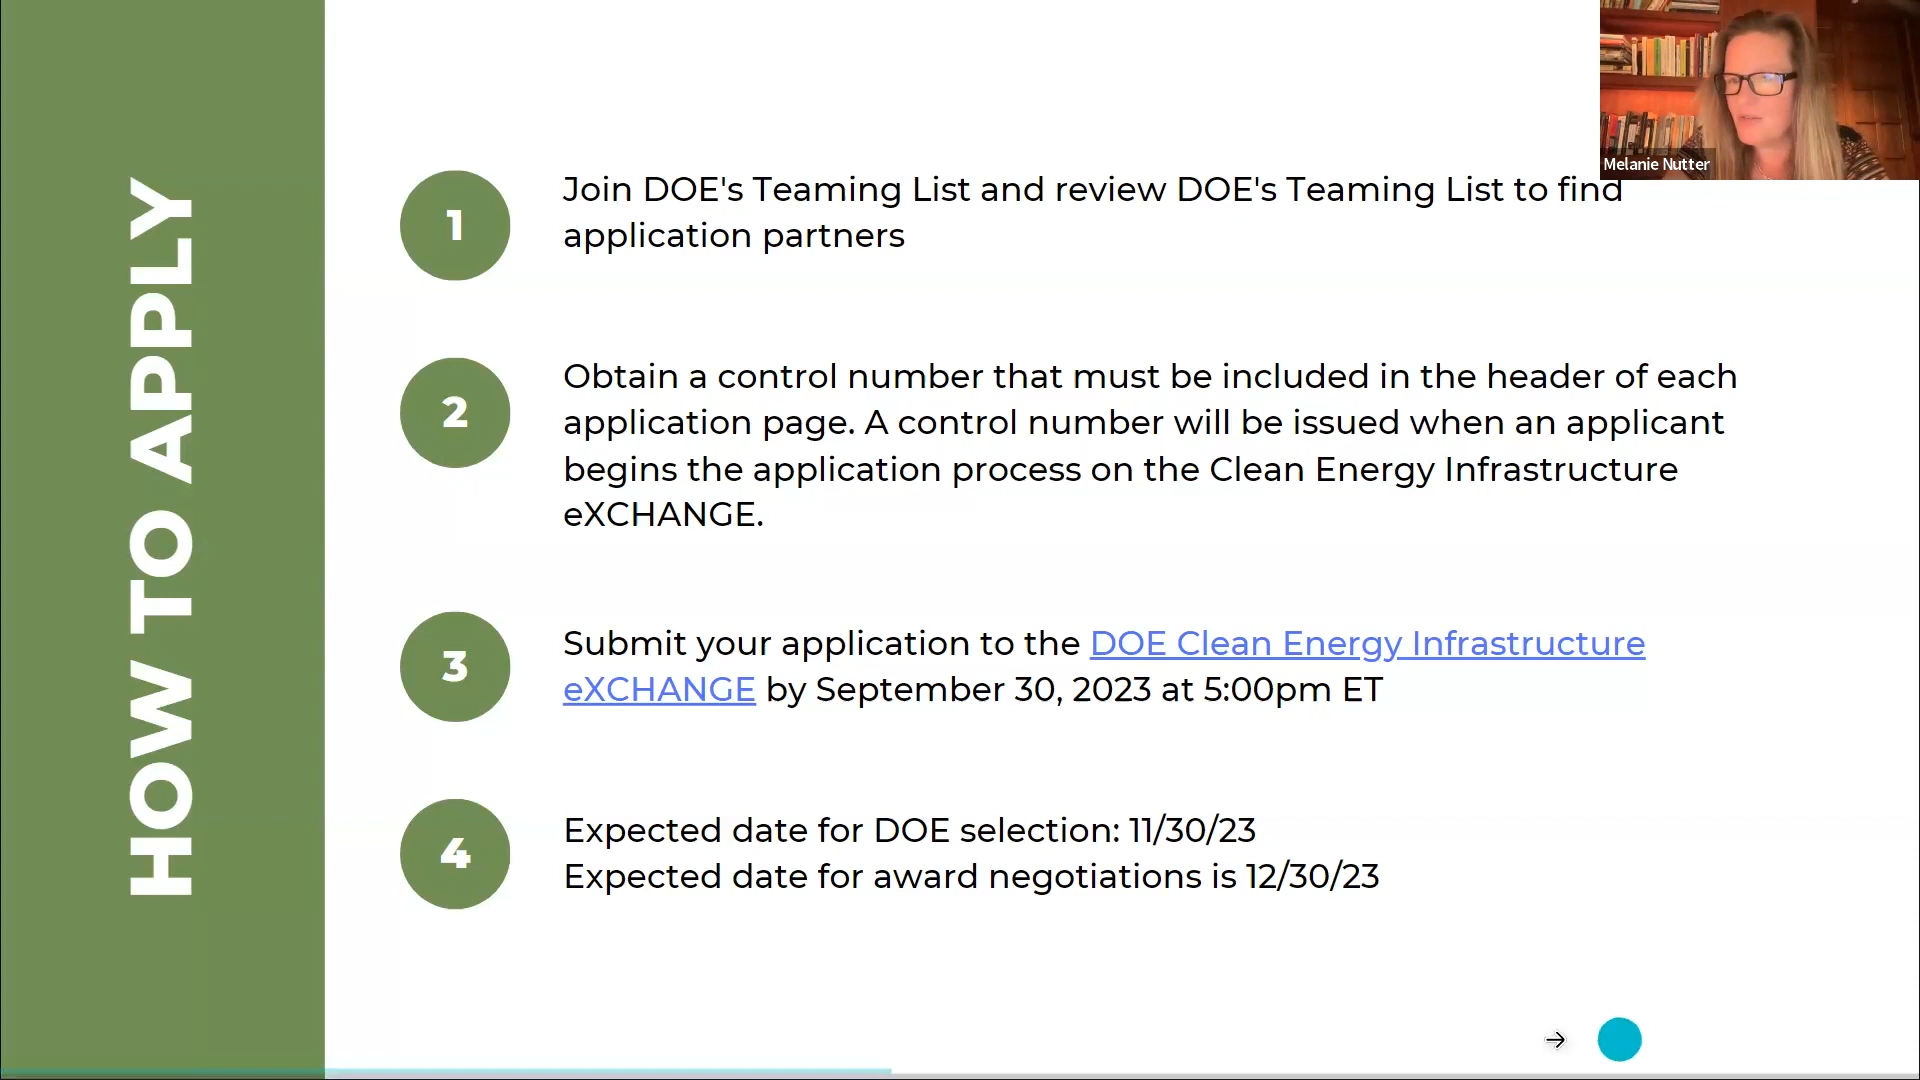 HOW TO APPLY
1
Join DOE's Teaming List and review DOE's Teaming List to find
application partners
2
Obtain a control number that must be included in the header of each
application page. A control number will be issued when an applicant
begins the application process on the Clean Energy Infrastructure
eXCHANGE.
3
Submit your application to the DOE Clean Energy Infrastructure
eXCHANGE by September 30, 2023 at 5:00pm ET
4
Expected date for DOE selection: 11/30/23
Expected date for award negotiations is 12/30/23
Melanie Nutter